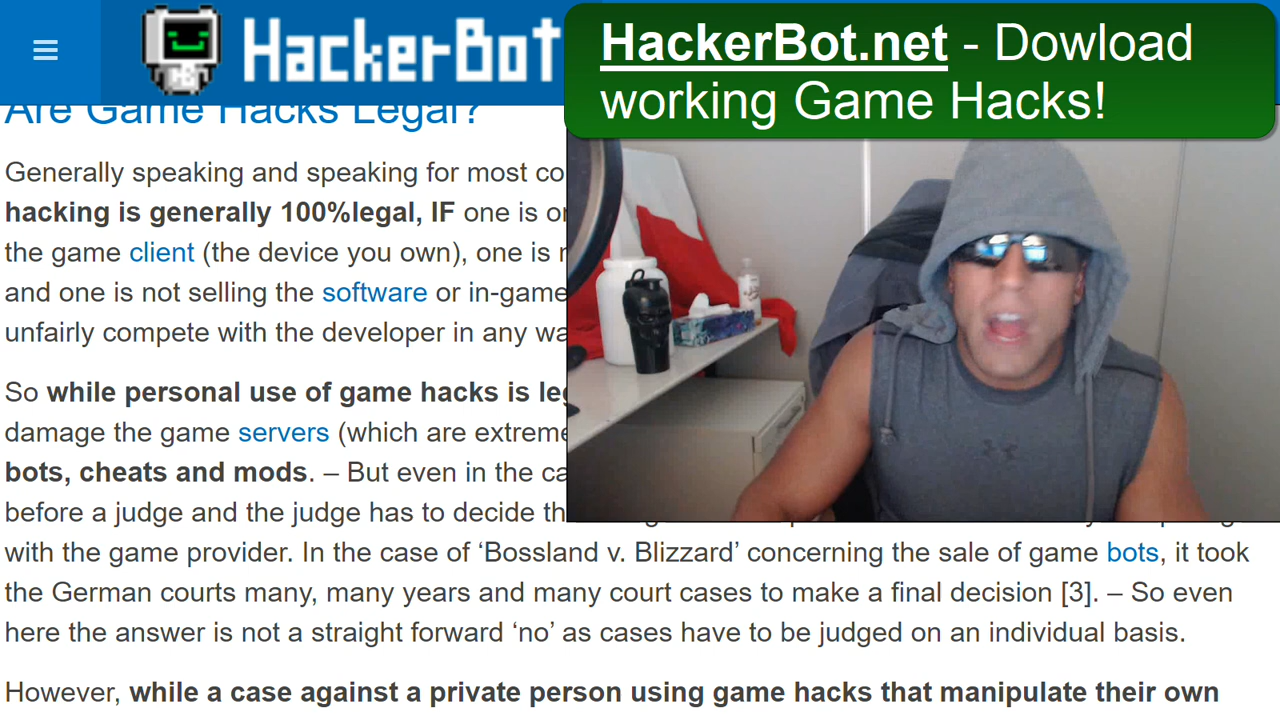 HackerBot
HackerBot.net - Dowload
working Game Hacks!
Are Game Hacks Legal?
Generally speaking and speaking for most co
hacking is generally 100%legal, IF one is
the game client (the device you own), one is
and one is not selling the software or in-game
unfairly compete with the developer in any
So while personal use of game hacks is
damage the game servers (which are
bots, cheats and mods. – But even in the
before a judge and the judge has to decide
with the game provider. In the case of ‘Bossland v. Blizzard’ concerning the sale of game bots, it took
the German courts many, many years and many court cases to make a final decision [3]. – So even
here the answer is not a straight forward ‘no’ as cases have to be judged on an individual basis.
However, while a case against a private person using game hacks that manipulate their own